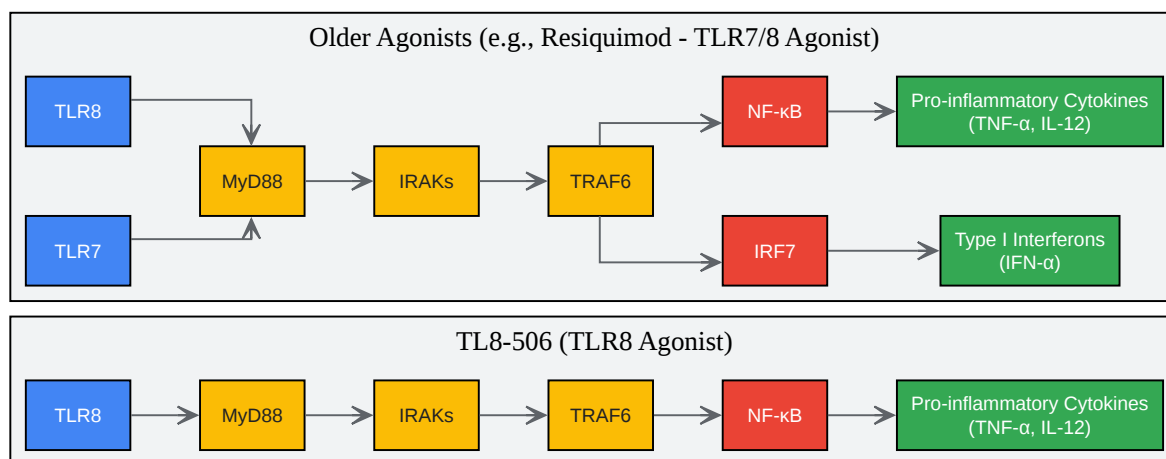 Older Agonists (e.g., Resiquimod - TLR7/8 Agonist)
TLR8
NF-κB
Pro-inflammatory Cytokines
(TNF-α, IL-12)
MyD88
IRAKs
TRAF6
TLR7
IRF7
Type I Interferons
(IFN-α)
TL8-506 (TLR8 Agonist)
TLR8
MyD88
IRAKs
TRAF6
NF-κB
Pro-inflammatory Cytokines
(TNF-α, IL-12)